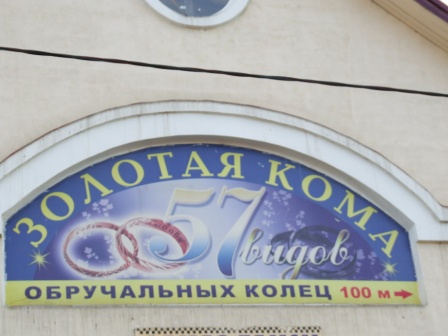 ЗОЛОТАЯ КОМА
57
видов
ОБРУЧАЛЬНЫХ КОЛЕЦ 100 м →